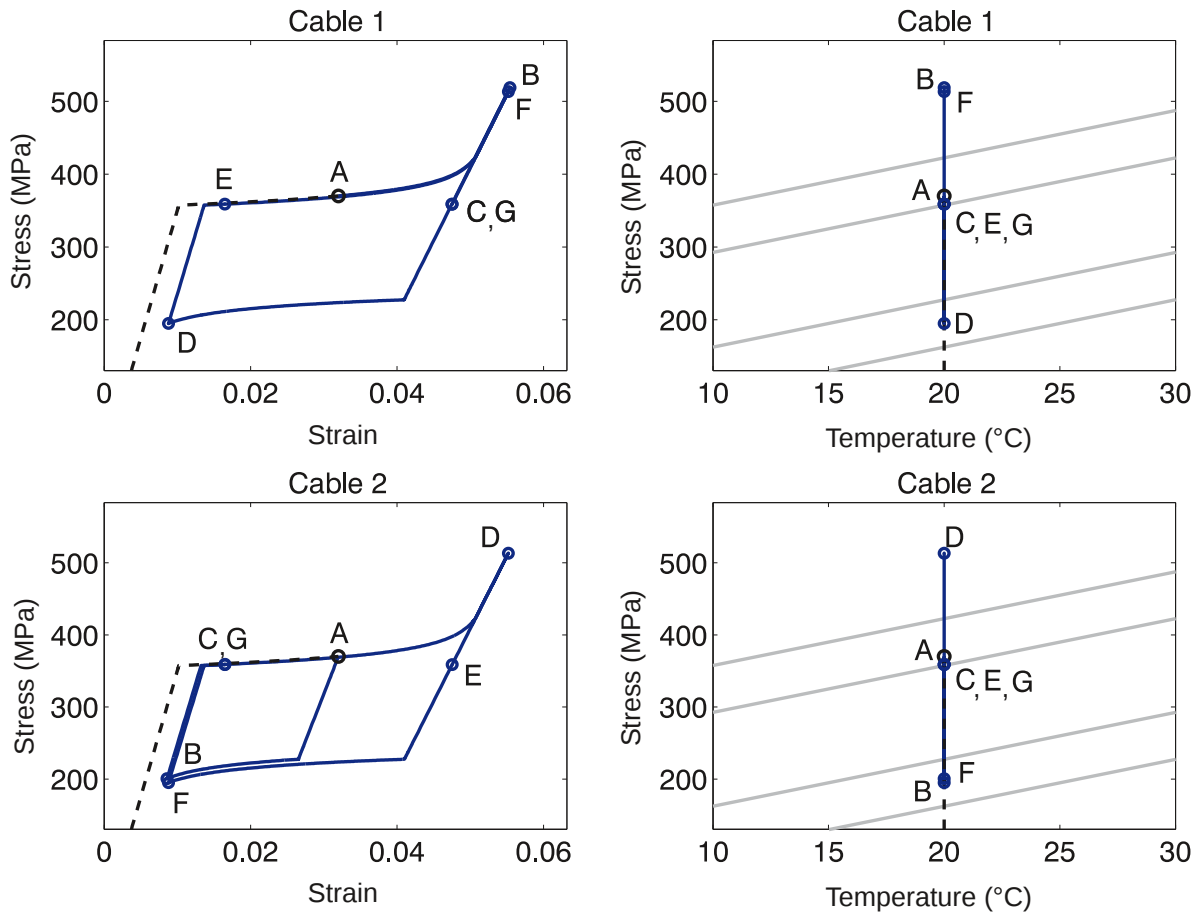 Cable 1
Stress (MPa)
500
400
300
200
0
0.02
0.04
0.06
Strain
A
B
F
E
C,G
D
Cable 1
Stress (MPa)
500
400
300
200
10
15
20
25
30
Temperature (°C)
B
F
A
C,E,G
D
Cable 2
Stress (MPa)
500
400
300
200
0
0.02
0.04
0.06
Strain
D
C,G
A
E
B
F
Cable 2
Stress (MPa)
500
400
300
200
10
15
20
25
30
Temperature (°C)
D
A
C,E,G
F
B